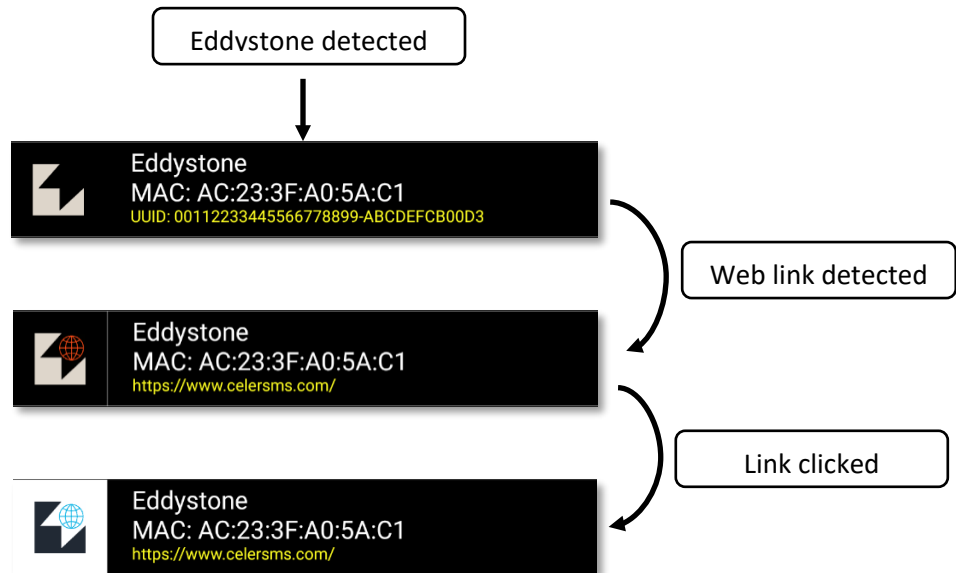 Eddvstone detected
Eddystone
MAC: AC:23:3F:A0:5A:C1
UUID: 00112233445566778899-ABCDEFCB00D3
Web link detected
Eddystone
MAC: AC:23:3F:A0:5A:C1
https://www.celersms.com/
Link clicked
Eddystone
MAC: AC:23:3F:A0:5A:C1
https://www.celersms.com/